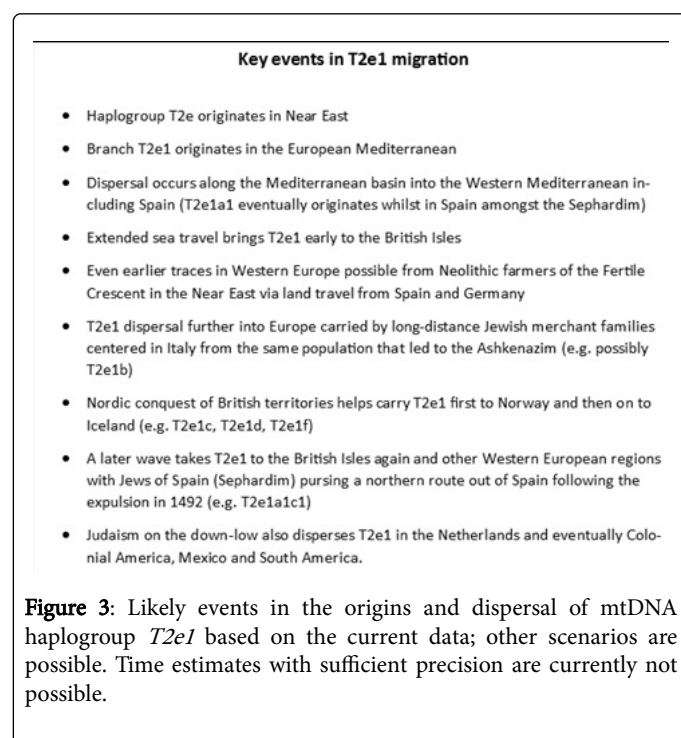 Key events in T2e1 migration
• Haplogroup T2e originates in Near East
• Branch T2e1 originates in the European Mediterranean
• Dispersal occurs along the Mediterranean basin into the Western Mediterranean in-
cluding Spain (T2e1a1 eventually originates whilst in Spain amongst the Sephardim)
• Extended sea travel brings T2e1 early to the British Isles
• Even earlier traces in Western Europe possible from Neolithic farmers of the Fertile
Crescent in the Near East via land travel from Spain and Germany
• T2e1 dispersal further into Europe carried by long-distance Jewish merchant families
centered in Italy from the same population that led to the Ashkenazim (e.g. possibly
T2e1b)
• Nordic conquest of British territories helps carry T2e1 first to Norway and then on to
Iceland (e.g. T2e1c, T2e1d, T2e1f)
• A later wave takes T2e1 to the British Isles again and other Western European regions
with Jews of Spain (Sephardim) pursing a northern route out of Spain following the
expulsion in 1492 (e.g. T2e1a1c1)
• Judaism on the down-low also disperses T2e1 in the Netherlands and eventually Colo-
nial America, Mexico and South America.
Figure 3: Likely events in the origins and dispersal of mtDNA
haplogroup T2e1 based on the current data; other scenarios are
possible. Time estimates with sufficient precision are currently not
possible.